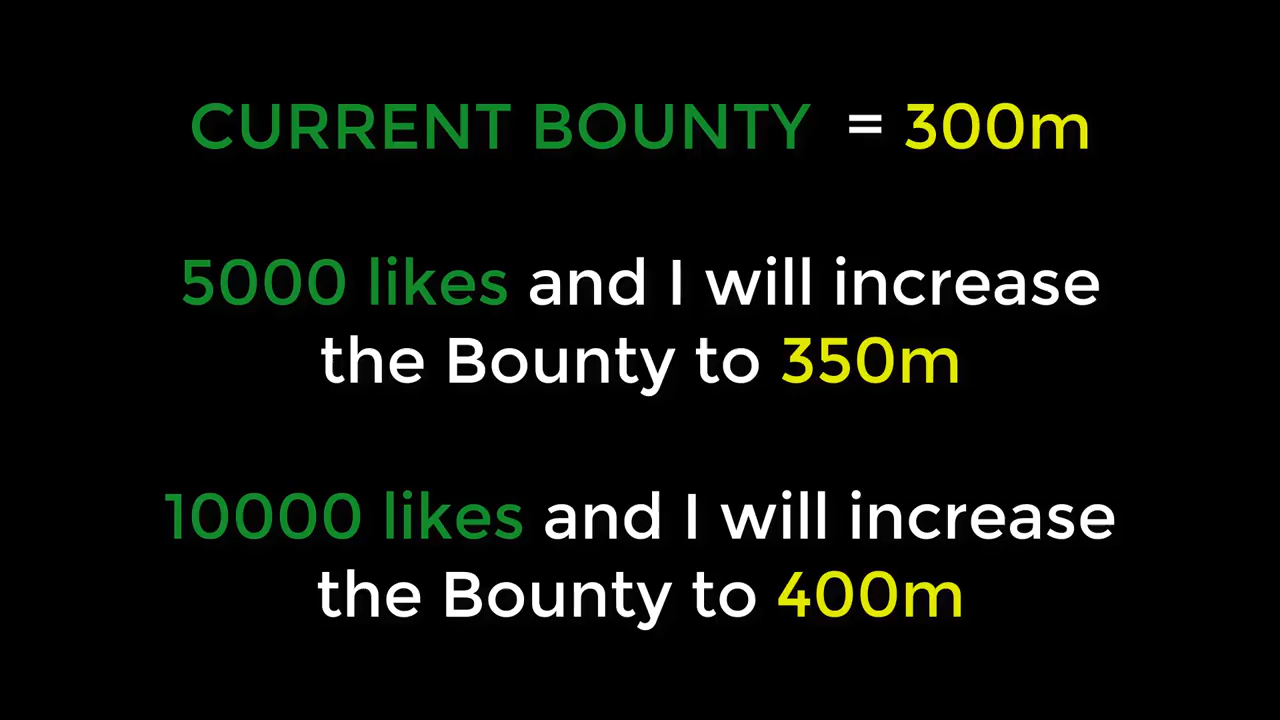 CURRENT BOUNTY = 300m
5000 likes and I will increase
the Bounty to 350m
10000 likes and I will increase
the Bounty to 400m